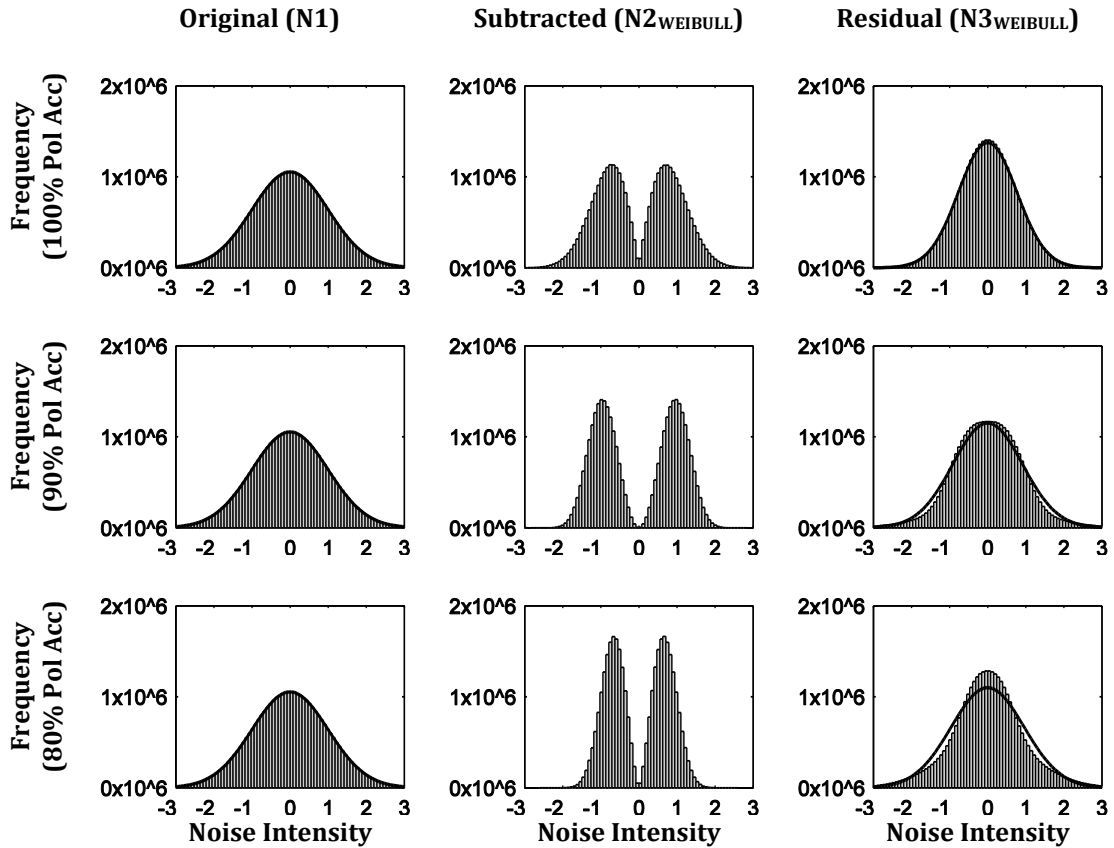 Original (N1) Subtracted (N2WEIBULL) Residual (N3WEIBULL)
Frequency
(100% Pol Acc)
2x10^6 2x10^6 2x10^6
1x10^6 1x10^6 1x10^6
0x10^6 0x10^6 0x10^6
-3 -2 -1 0 1 2 3 -3 -2 -1 0 1 2 3 -3 -2 -1 0 1 2 3
Frequency
(90% Pol Acc)
2x10^6 2x10^6 2x10^6
1x10^6 1x10^6 1x10^6
0x10^6 0x10^6 0x10^6
-3 -2 -1 0 1 2 3 -3 -2 -1 0 1 2 3 -3 -2 -1 0 1 2 3
Frequency
(80% Pol Acc)
2x10^6 2x10^6 2x10^6
1x10^6 1x10^6 1x10^6
0x10^6 0x10^6 0x10^6
-3 -2 -1 0 1 2 3 -3 -2 -1 0 1 2 3 -3 -2 -1 0 1 2 3
Noise Intensity Noise Intensity Noise Intensity